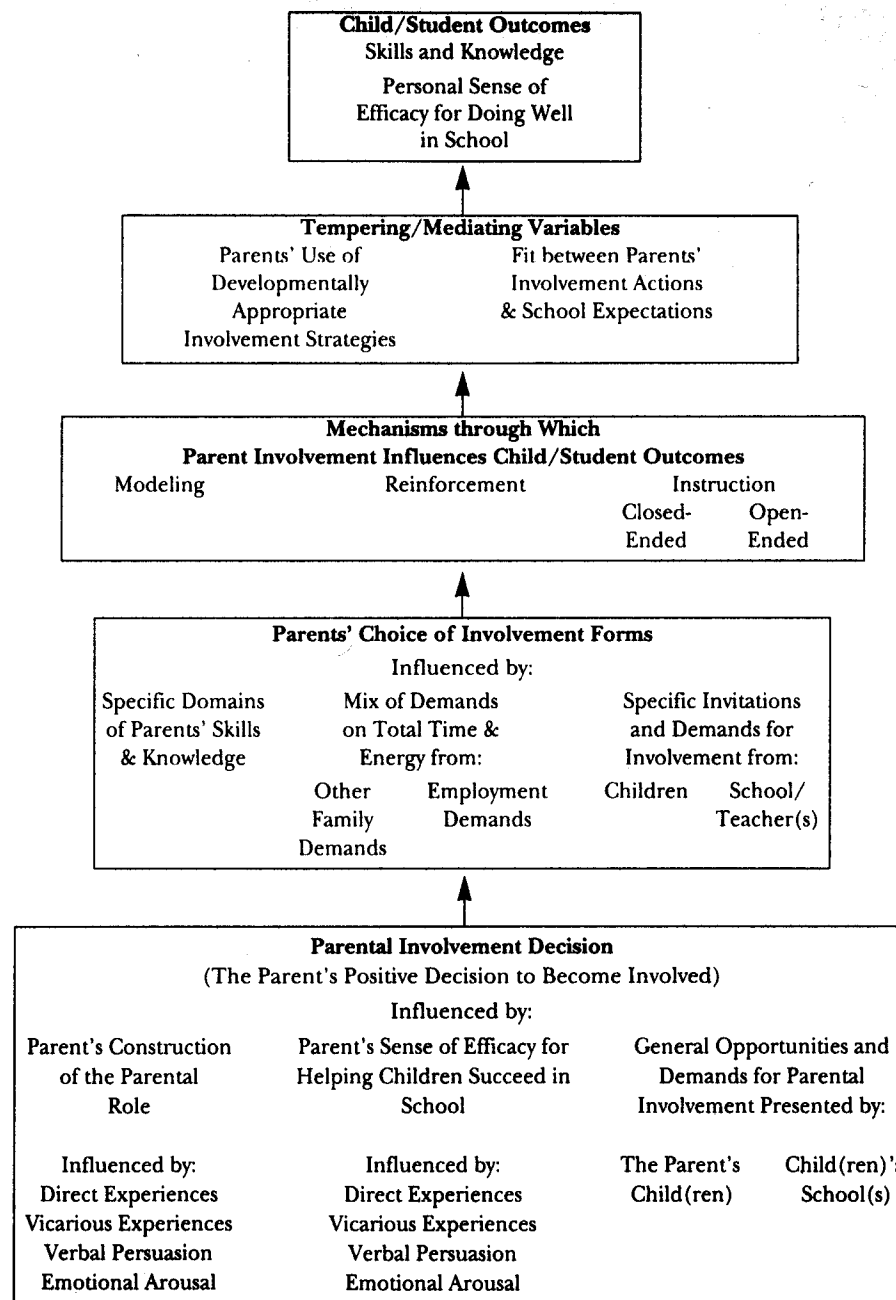 Child/Student Outcomes
Skills and Knowledge
Personal Sense of
Efficacy for Doing Well
in School
Tempering/Mediating Variables
Parents' Use of
Developmentally
Appropriate
Involvement Strategies
Fit between Parents'
Involvement Actions
& School Expectations
Mechanisms through Which
Parent Involvement Influences Child/Student Outcomes
Modeling
Reinforcement
Instruction
Closed-
Ended
Open-
Ended
Parents' Choice of Involvement Forms
Influenced by:
Specific Domains
of Parents' Skills
& Knowledge
Mix of Demands
on Total Time &
Energy from:
Other
Family
Demands
Employment
Demands
Specific Invitations
and Demands for
Involvement from:
Children
School/
Teacher(s)
Parental Involvement Decision
(The Parent's Positive Decision to Become Involved)
Influenced by:
Parent's Construction
of the Parental
Role
Influenced by:
Direct Experiences
Vicarious Experiences
Verbal Persuasion
Emotional Arousal
Parent's Sense of Efficacy for
Helping Children Succeed in
School
Influenced by:
Direct Experiences
Vicarious Experiences
Verbal Persuasion
Emotional Arousal
General Opportunities and
Demands for Parental
Involvement Presented by:
The Parent's
Child(ren)
Child(ren)'s
School(s)